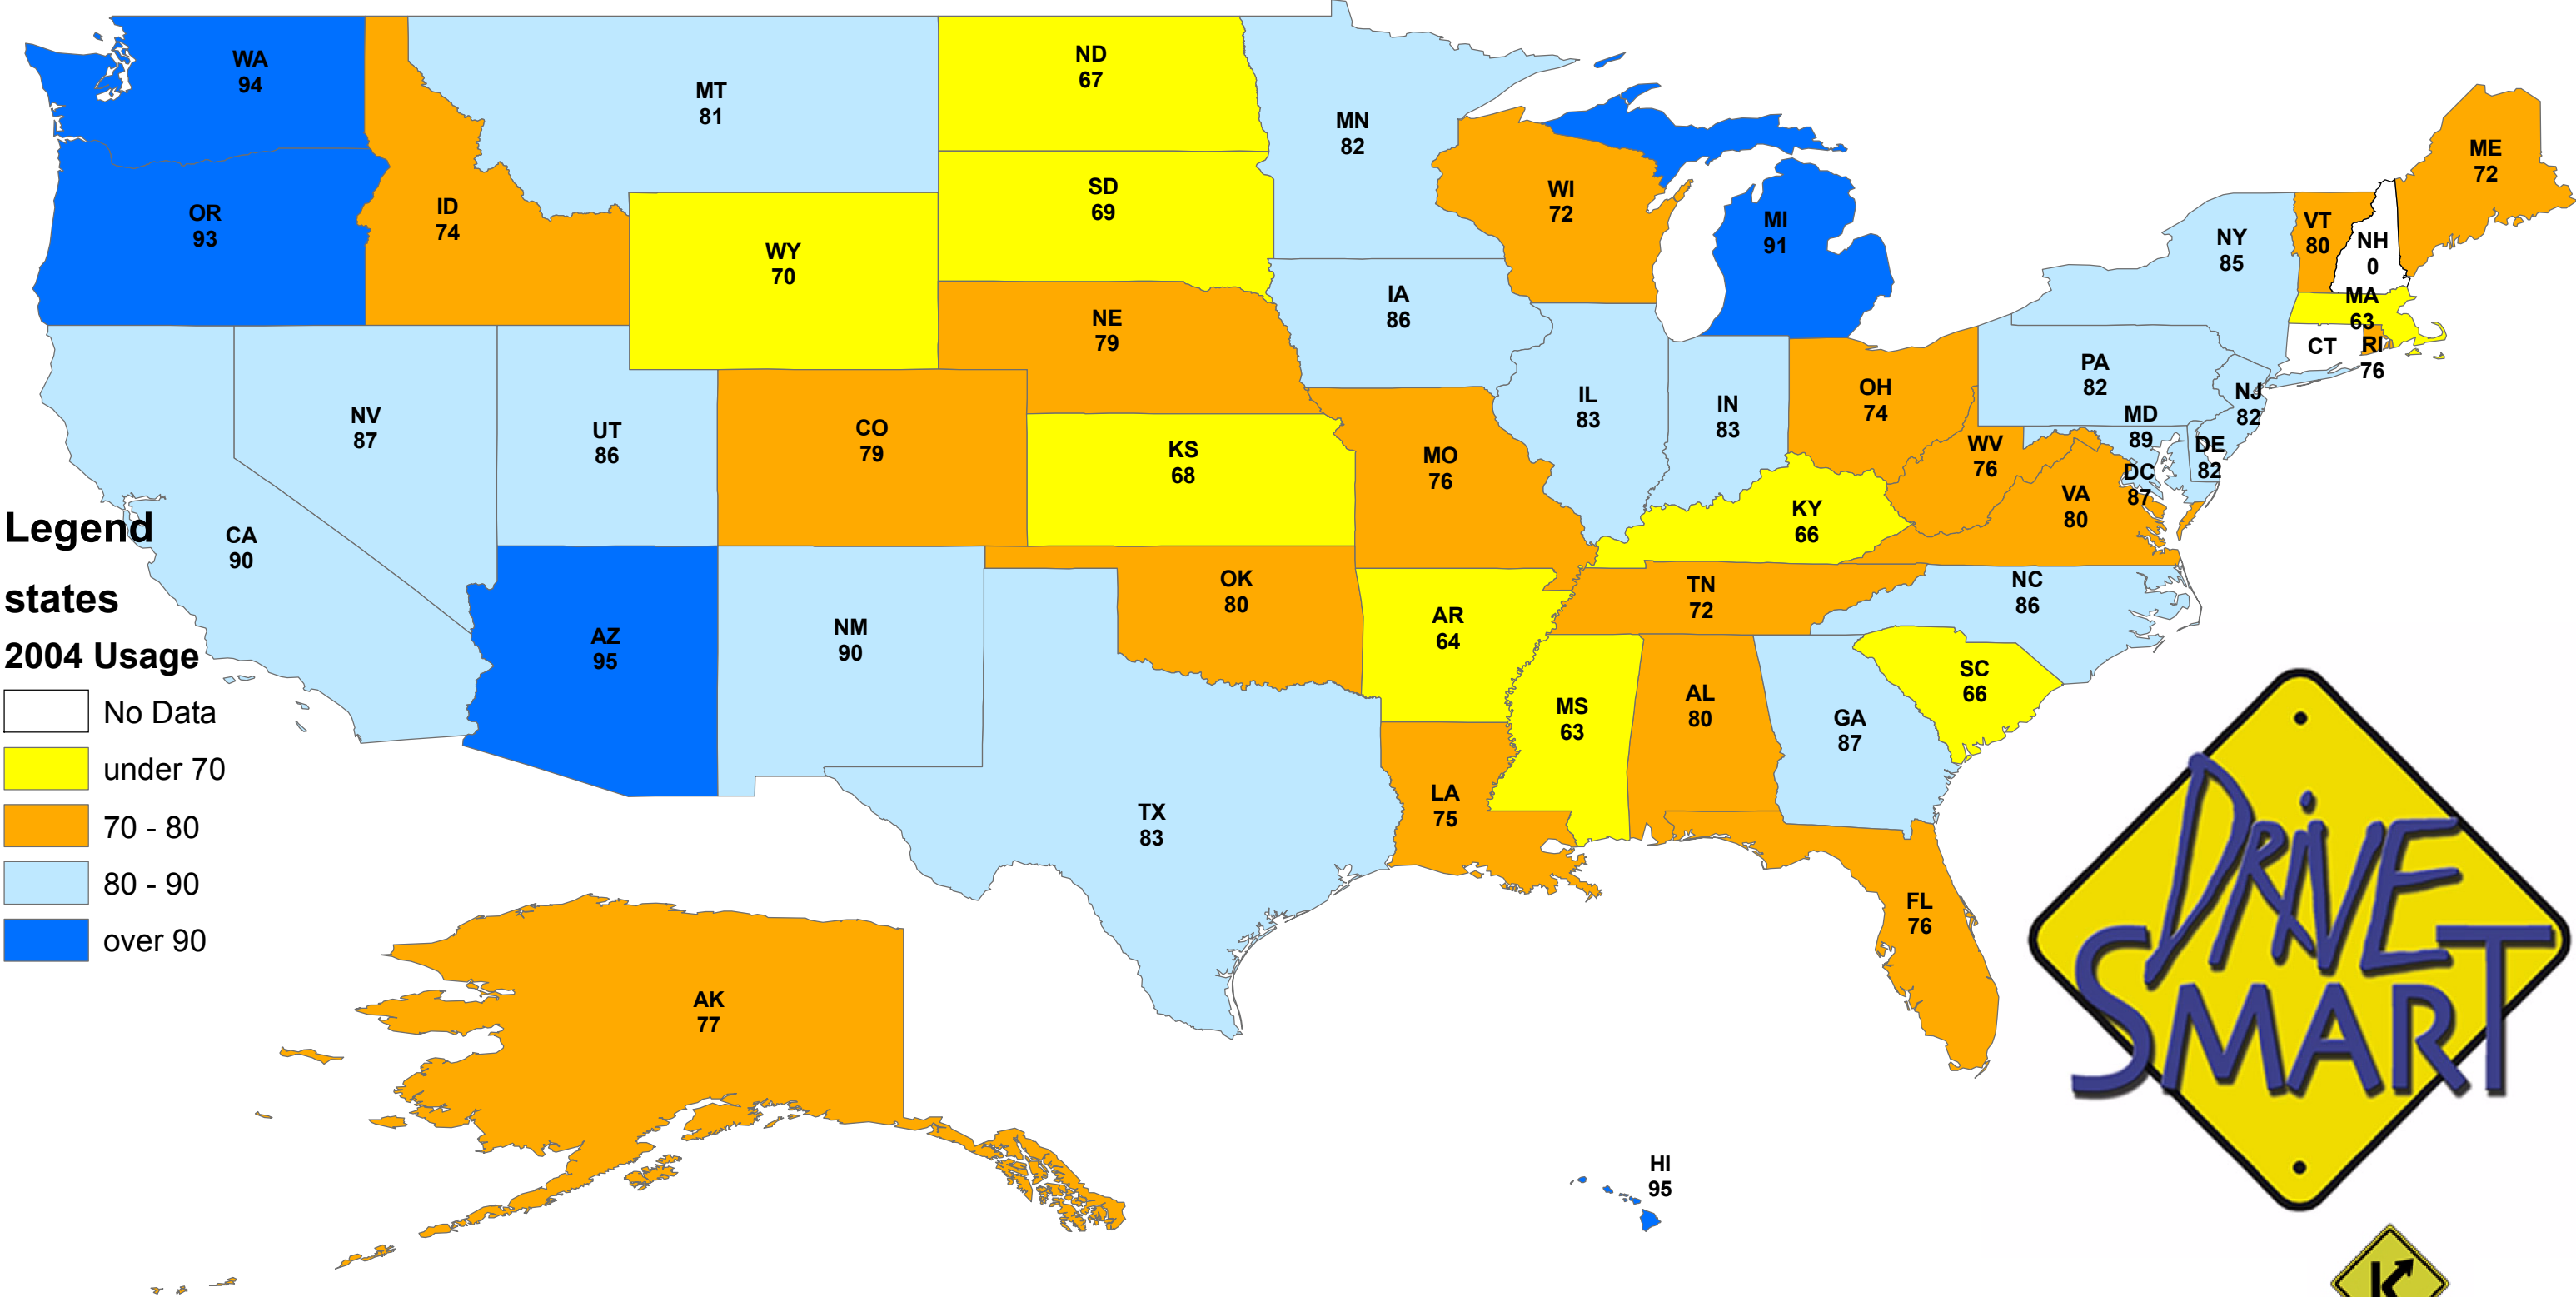 WA
94
MT
81
ND
67
MN
82
ME
72
OR
93
ID
74
SD
69
WI
72
MI
91
VT
80
NH
0
NY
85
WY
70
IA
86
NE
79
MA
63
CT
RI
76
PA
82
NJ
82
IL
83
IN
83
OH
74
MD
89
DE
82
DC
87
NV
87
UT
86
CO
79
KS
68
MO
76
WV
76
VA
80
KY
66
CA
90
OK
80
TN
72
NC
86
AZ
95
NM
90
AR
64
SC
66
MS
63
AL
80
GA
87
LA
75
TX
83
FL
76
AK
77
HI
95
Legend
states
2004 Usage
No Data
under 70
70 - 80
80 - 90
over 90
DRIVE
SMART
K